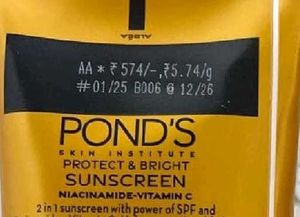 AA * ₹ 574/-, ₹5.74/g
#01/25 B006 @ 12/26
POND'S
SKIN INSTITUTE
PROTECT & BRIGHT
SUNSCREEN
NIACINAMIDE-VITAMIN C
2 in 1 sunscreen with power of SPF and